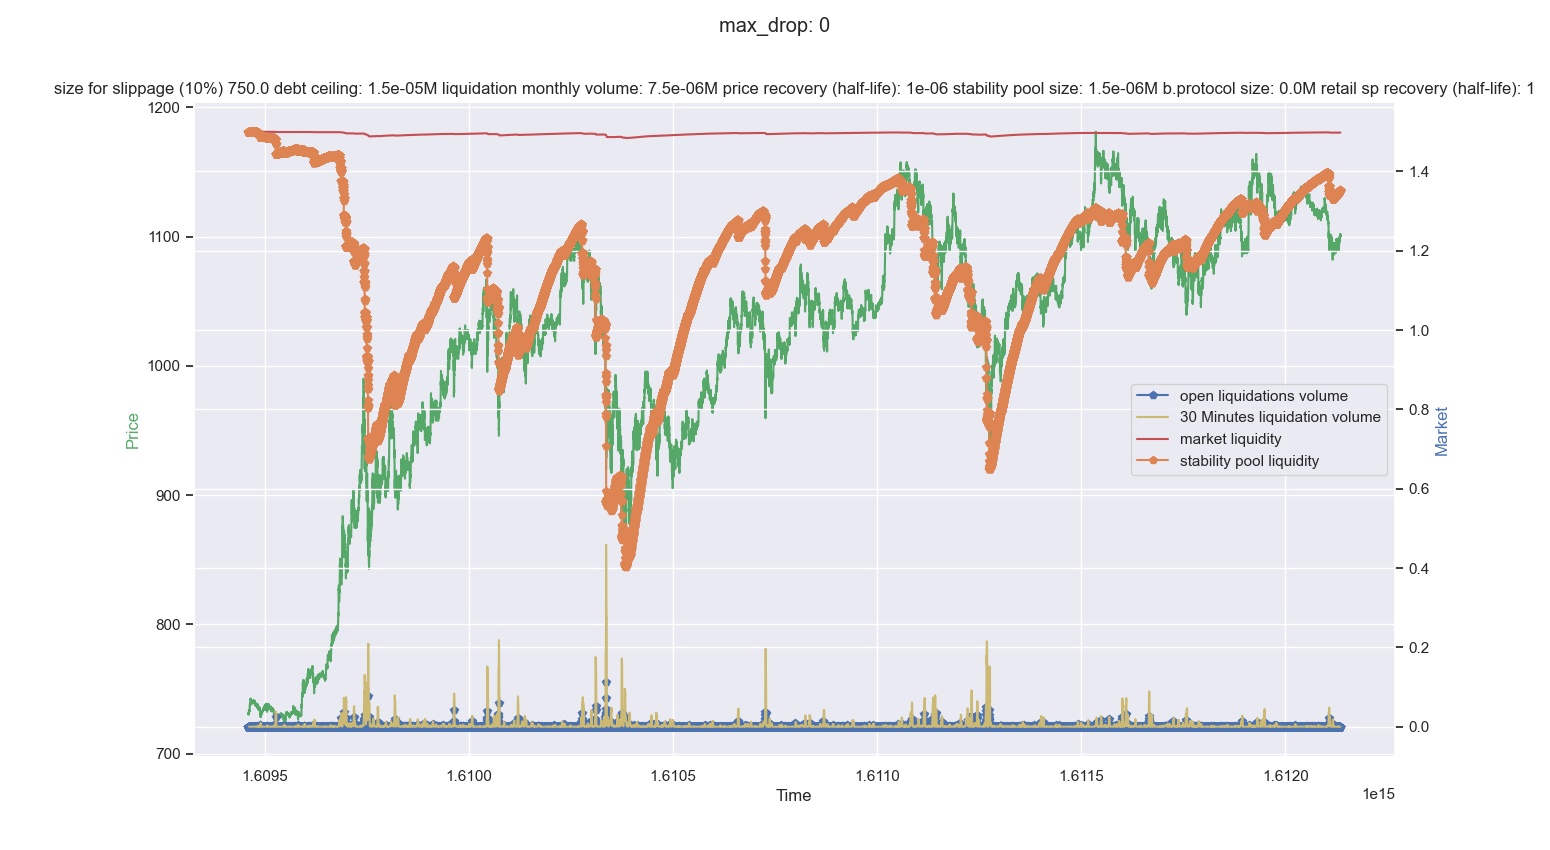 max_drop: 0
size for slippage (10%) 750.0 debt ceiling: 1.5e-05M liquidation monthly volume: 7.5e-06M price recovery (half-life): 1e-06 stability pool size: 1.5e-06M b.protocol size: 0.0M retail sp recovery (half-life): 1
1200
1100
1000
900
800
700
Price
1.4
1.2
1.0
0.8
0.6
0.4
0.2
0.0
Market
open liquidations volume
30 Minutes liquidation volume
market liquidity
stability pool liquidity
1.6095 1.6100 1.6105 1.6110 1.6115 1.6120
Time
1e15